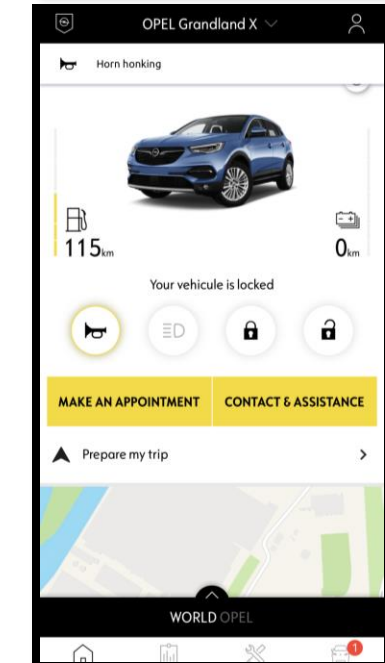 OPEL Grandland X
Horn honking
115km
0km
Your vehicule is locked
MAKE AN APPOINTMENT
CONTACT & ASSISTANCE
Prepare my trip
WORLD OPEL
1